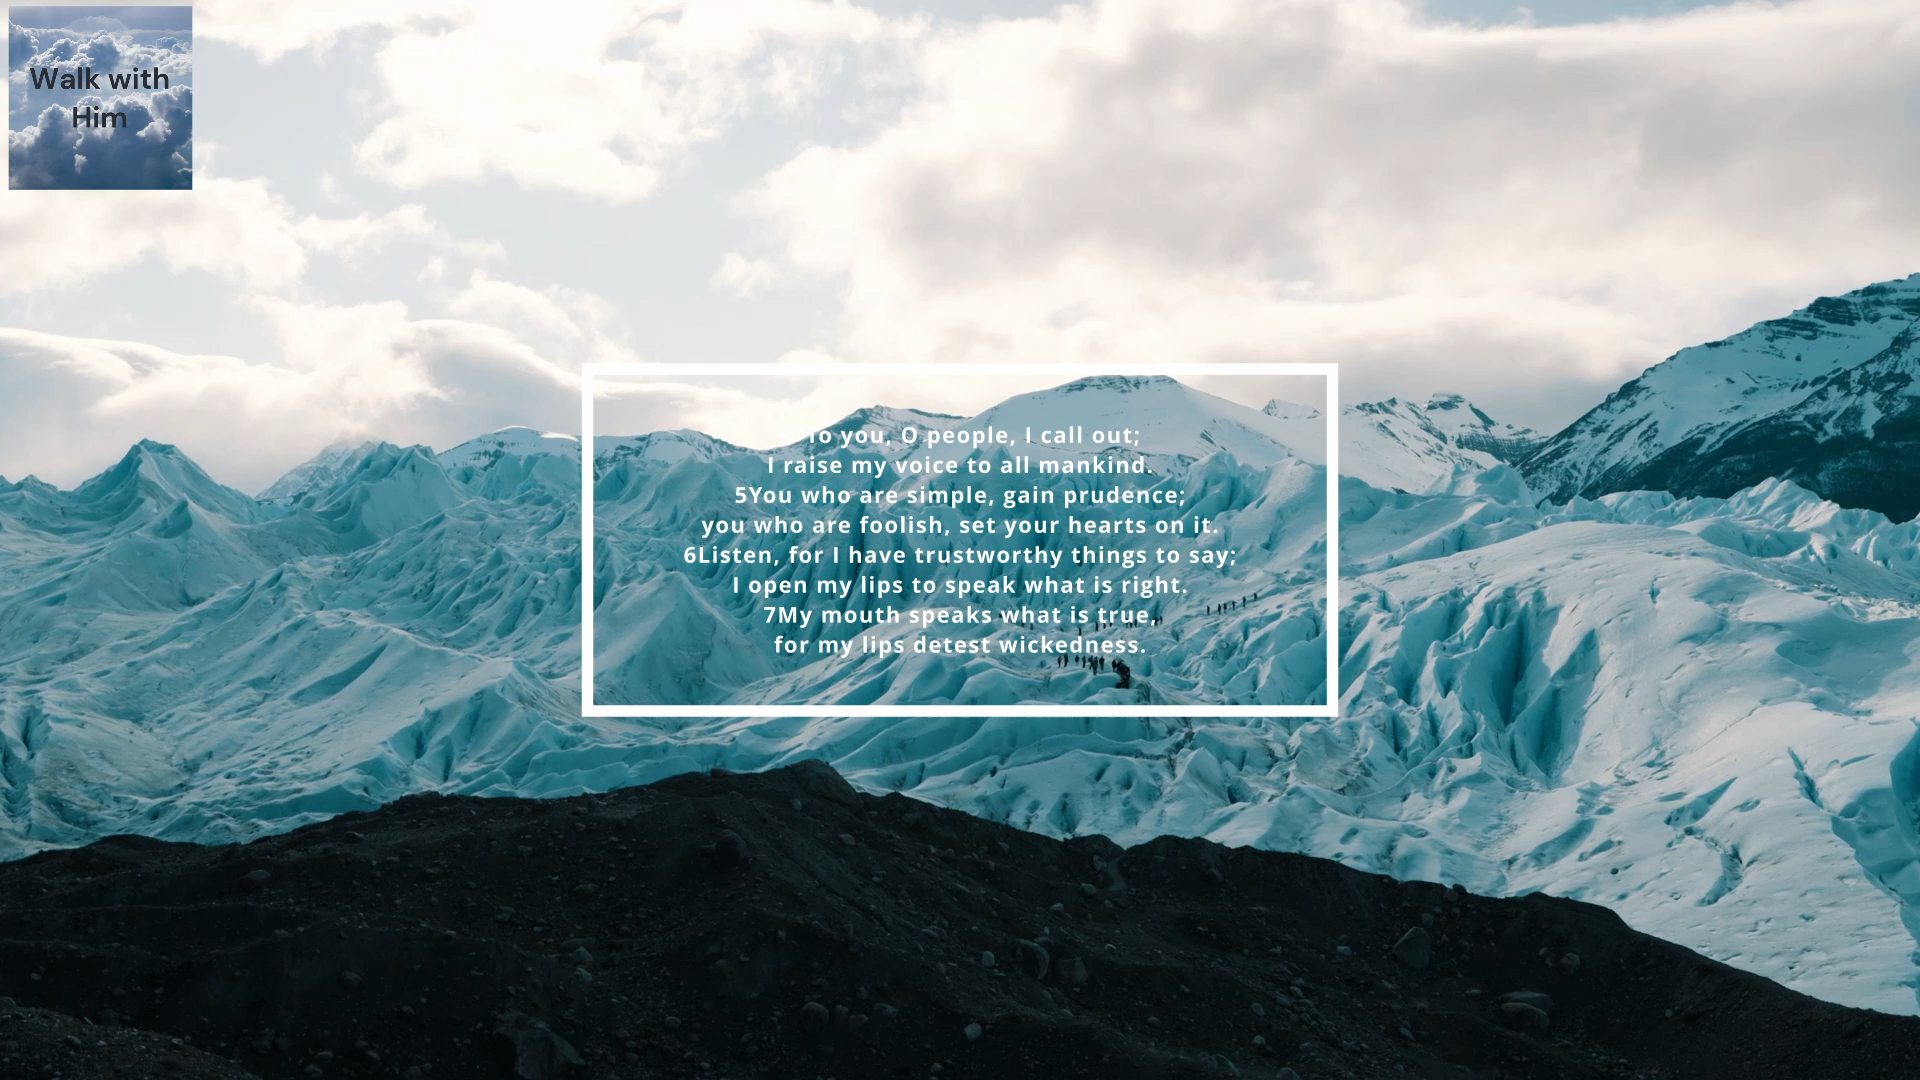 Walk with
Him
To you, O people, I call out;
I raise my voice to all mankind.
5You who are simple, gain prudence;
you who are foolish, set your hearts on it.
6Listen, for I have trustworthy things to say;
I open my lips to speak what is right.
7My mouth speaks what is true,
for my lips detest wickedness.